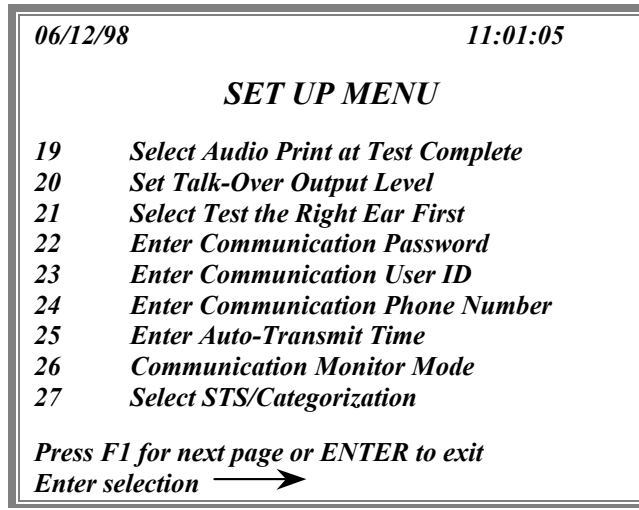 06/12/98 11:01:05
SET UP MENU
19 Select Audio Print at Test Complete
20 Set Talk-Over Output Level
21 Select Test the Right Ear First
22 Enter Communication Password
23 Enter Communication User ID
24 Enter Communication Phone Number
25 Enter Auto-Transmit Time
26 Communication Monitor Mode
27 Select STS/Categorization
Press F1 for next page or ENTER to exit
Enter selection